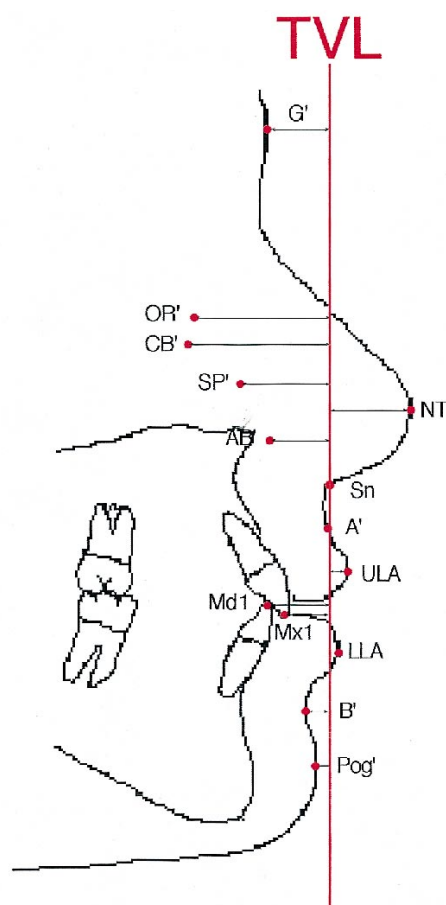 TVL
G'
OR'
CB'
SP'
NT
AB'
Sn
A'
ULA
Md1
Mx1
LLA
B'
Pog'